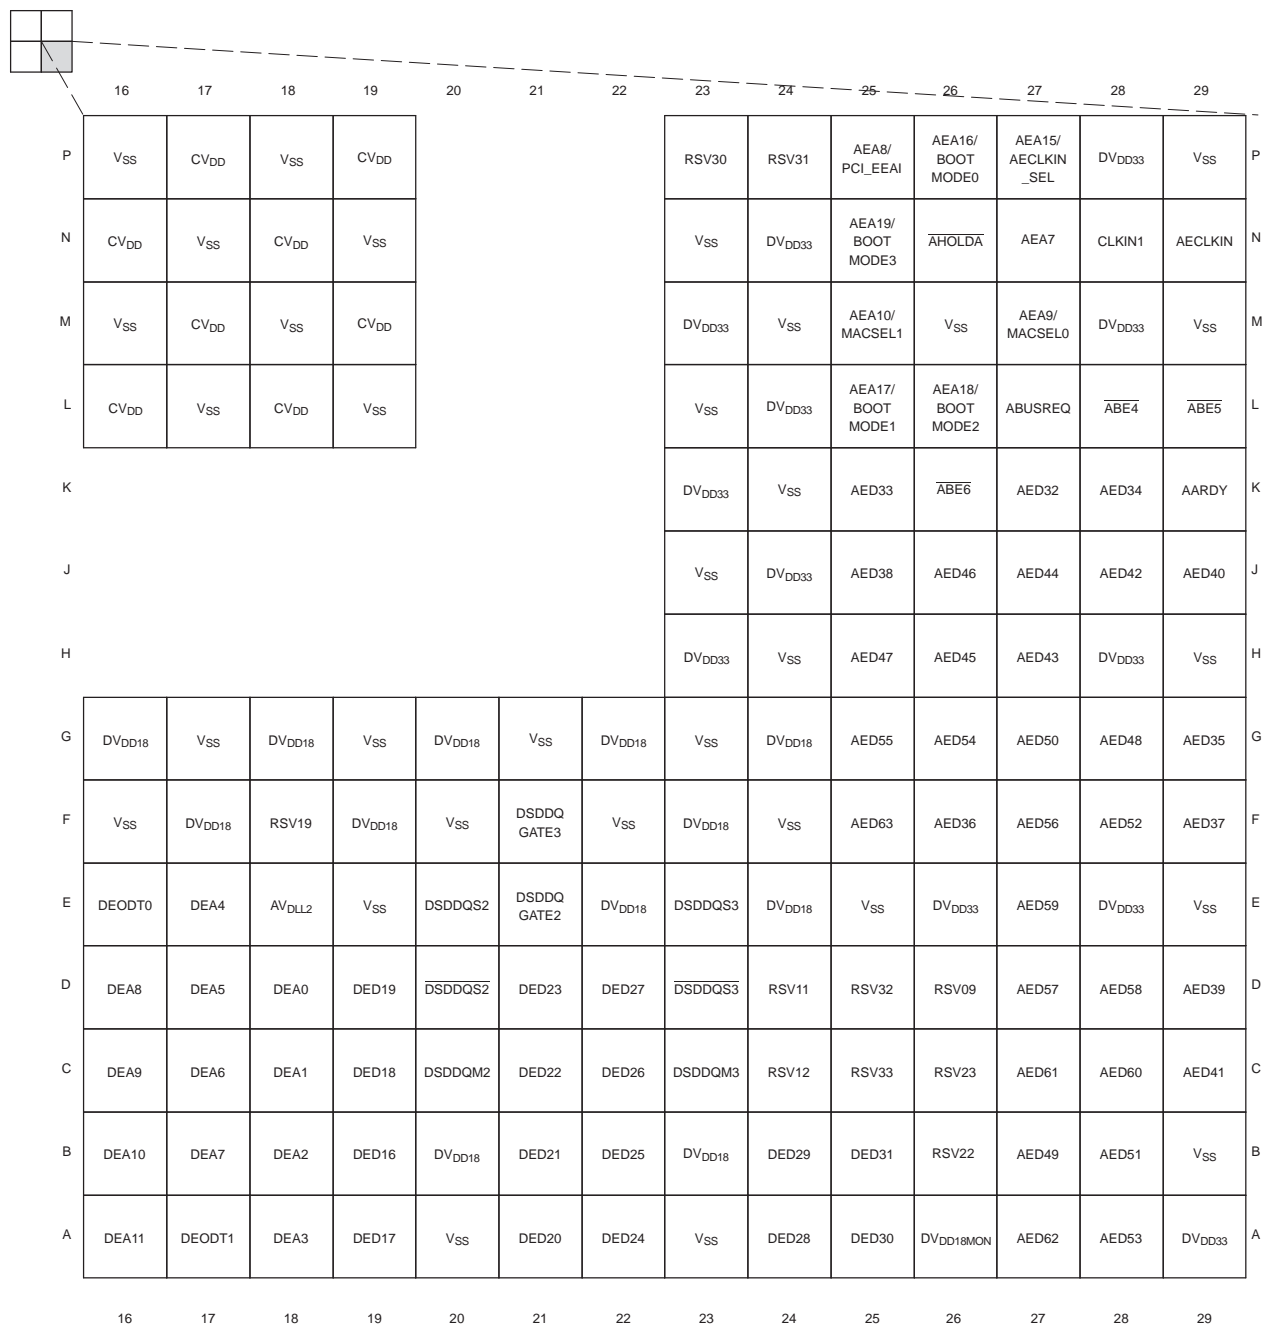 16 17 18 19 20 21 22 23 24 25 26 27 28 29
P VSS CVDD VSS CVDD RSV30 RSV31 AEA8/ PCI_EEAI AEA16/ BOOT MODE0 AEA15/ AECLKIN _SEL DVDD33 VSS P
N CVDD VSS CVDD VSS VSS DVDD33 AEA19/ BOOT MODE3 AHOLDA AEA7 CLKIN1 AECLKIN N
M VSS CVDD VSS CVDD DVDD33 VSS AEA10/ MACSEL1 VSS AEA9/ MACSEL0 DVDD33 VSS M
L CVDD VSS CVDD VSS VSS DVDD33 AEA17/ BOOT MODE1 AEA18/ BOOT MODE2 ABUSREQ ABE4 ABE5 L
K DVDD33 VSS AED33 ABE6 AED32 AED34 AARDY K
J VSS DVDD33 AED38 AED46 AED44 AED42 AED40 J
H DVDD33 VSS AED47 AED45 AED43 DVDD33 VSS H
G DVDD18 VSS DVDD18 VSS DVDD18 VSS DVDD18 VSS DVDD18 AED55 AED54 AED50 AED48 AED35 G
F VSS DVDD18 RSV19 DVDD18 VSS DSDDQ GATE3 VSS DVDD18 VSS AED63 AED36 AED56 AED52 AED37 F
E DEODT0 DEA4 AVDLL2 VSS DSDDQS2 DSDDQ GATE2 DVDD18 DSDDQS3 DVDD18 VSS DVDD33 AED59 DVDD33 VSS E
D DEA8 DEA5 DEA0 DED19 DSDDQS2 DED23 DED27 DSDDQS3 RSV11 RSV32 RSV09 AED57 AED58 AED39 D
C DEA9 DEA6 DEA1 DED18 DSDDQM2 DED22 DED26 DSDDQM3 RSV12 RSV33 RSV23 AED61 AED60 AED41 C
B DEA10 DEA7 DEA2 DED16 DVDD18 DED21 DED25 DVDD18 DED29 DED31 RSV22 AED49 AED51 VSS B
A DEA11 DEODT1 DEA3 DED17 VSS DED20 DED24 VSS DED28 DED30 DVDD18MON AED62 AED53 DVDD33 A
16 17 18 19 20 21 22 23 24 25 26 27 28 29